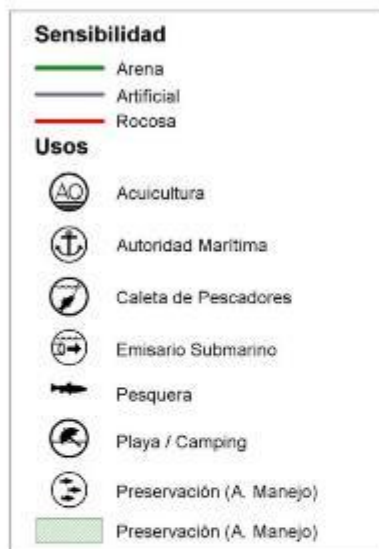 Sensibilidad
Arena
Artificial
Rocosa
Usos
AQ Acuicultura
Autoridad Marítima
Caleta de Pescadores
Emisario Submarino
Pesquera
Playa / Camping
Preservación (A. Manejo)
Preservación (A. Manejo)